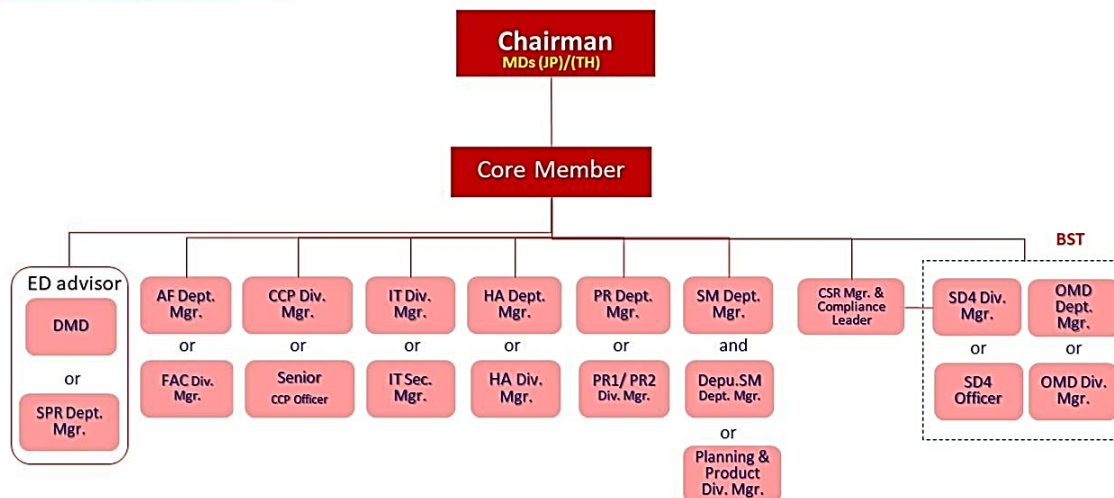 Chairman
MDs (JP)/(TH)
Core Member
BST
ED advisor
DMD
or
SPR Dept.
Mgr.
AF Dept.
Mgr.
or
FAC Div.
Mgr.
CCP Div.
Mgr.
or
Senior
CCP Officer
IT Div.
Mgr.
or
IT Sec.
Mgr.
HA Dept.
Mgr.
or
HA Div.
Mgr.
PR Dept.
Mgr.
or
PR1/ PR2
Div. Mgr.
SM Dept.
Mgr.
and
Depu.SM
Dept. Mgr.
or
Planning &
Product
Div. Mgr.
CSR Mgr. &
Compliance
Leader
SD4 Div.
Mgr.
or
SD4
Officer
OMD
Dept. Mgr.
or
OMD Div.
Mgr.